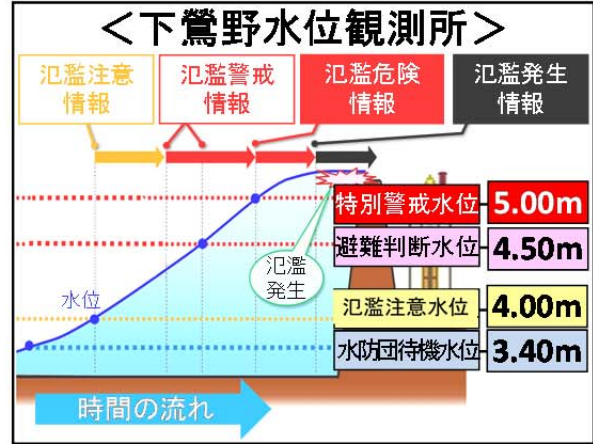 ＜下鶯野水位観測所＞
氾濫注意
情報
氾濫警戒
情報
氾濫危険
情報
氾濫発生
情報
特別警戒水位
5.00m
避難判断水位
4.50m
氾濫
発生
水位
氾濫注意水位
4.00m
水防団待機水位
3.40m
時間の流れ